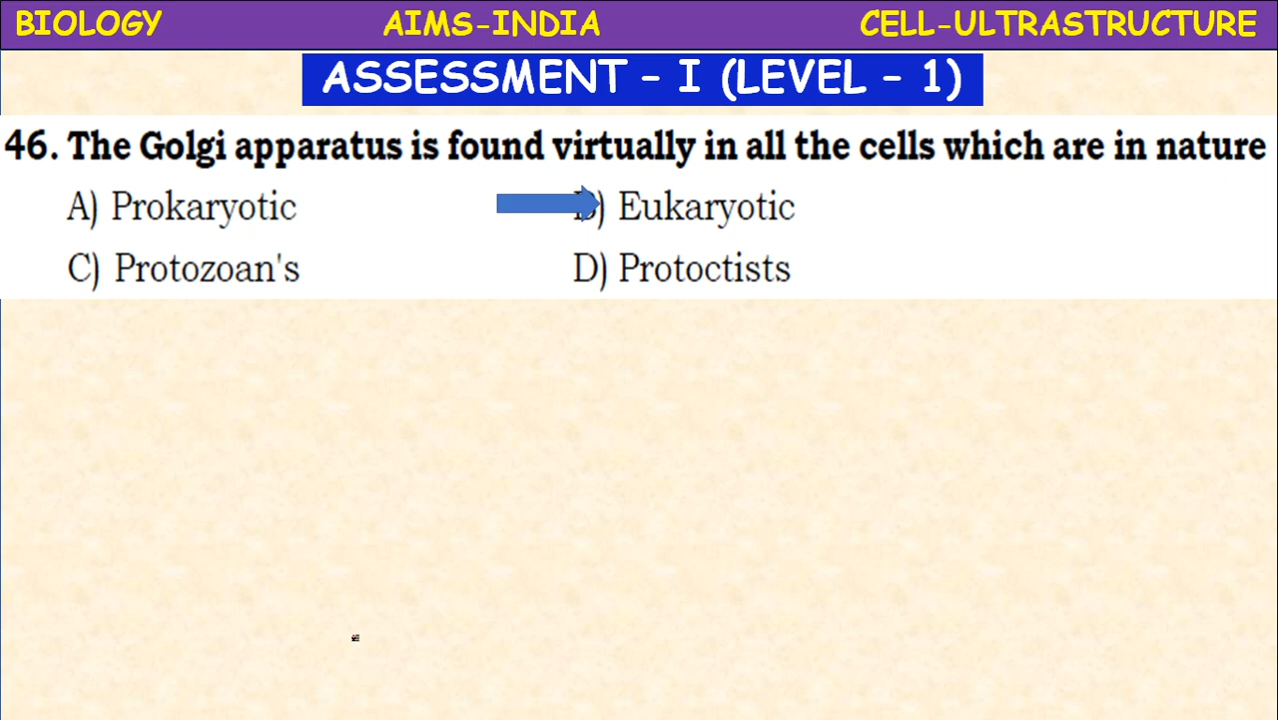 BIOLOGY AIMS-INDIA CELL-ULTRASTRUCTURE
ASSESSMENT – I (LEVEL – 1)
46. The Golgi apparatus is found virtually in all the cells which are in nature
A) Prokaryotic B) Eukaryotic
C) Protozoan's D) Protoctists